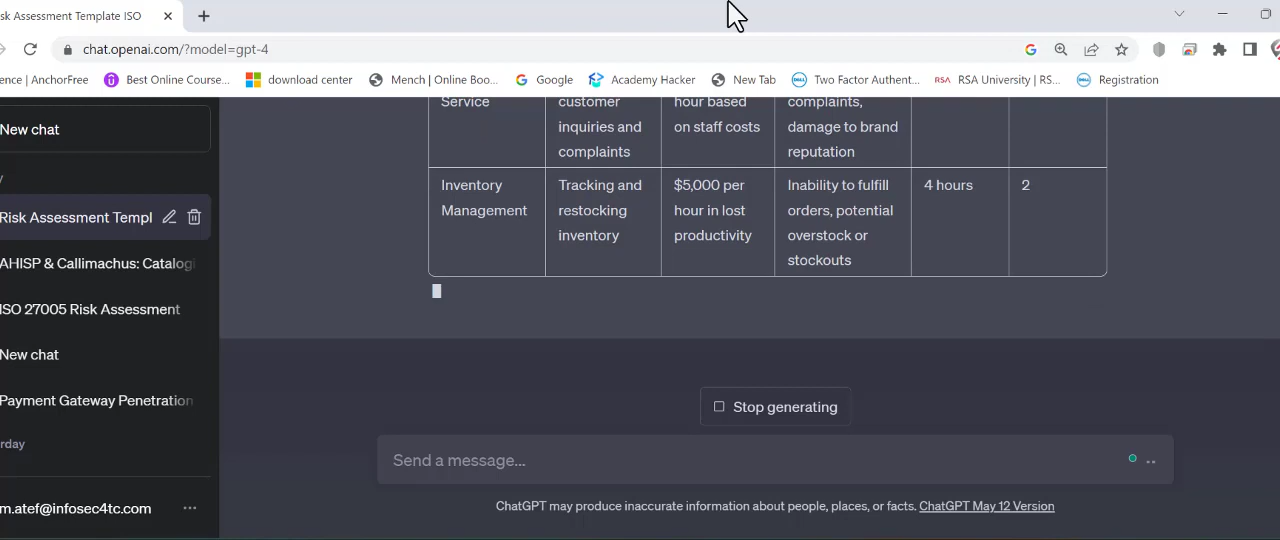 sk Assessment Template ISO
chat.openai.com/?model=gpt-4
ence | AnchorFree Best Online Course... download center Mench | Online Boo... Google Academy Hacker New Tab Two Factor Authent... RSA RSA University | RS... DELL Registration
New chat
y
Risk Assessment Templ
AHISP & Callimachus: Catalogi
ISO 27005 Risk Assessment
New chat
Payment Gateway Penetration
rday
m.atef@infosec4tc.com ...
Service customer hour based complaints,
inquiries and on staff costs damage to brand
complaints reputation
Inventory Tracking and $5,000 per Inability to fulfill 4 hours 2
Management restocking hour in lost orders, potential
inventory productivity overstock or
stockouts
Stop generating
Send a message...
ChatGPT may produce inaccurate information about people, places, or facts. ChatGPT May 12 Version